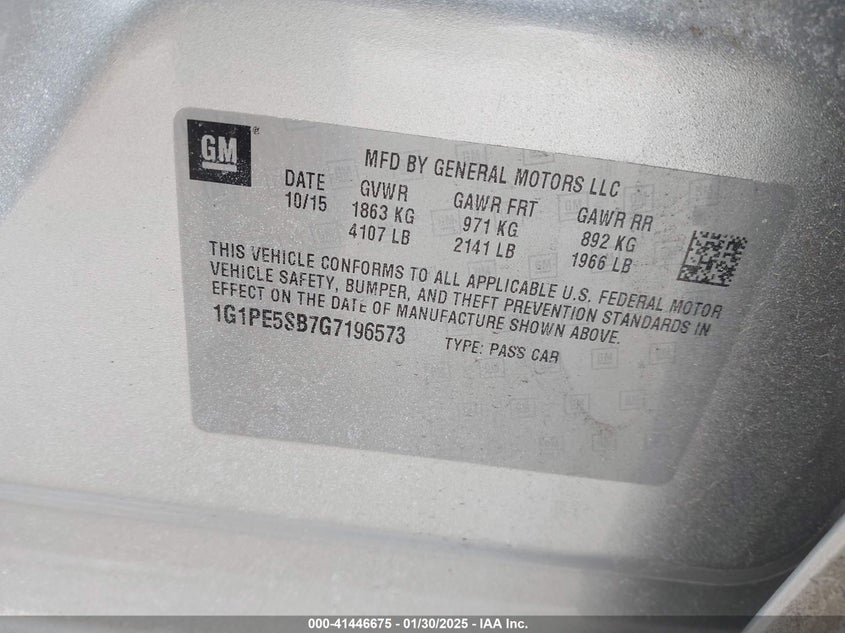 GM ®
MFD BY GENERAL MOTORS LLC
DATE GVWR GAWR FRT GAWR RR
10/15 1863 KG 971 KG 892 KG
4107 LB 2141 LB 1966 LB
THIS VEHICLE CONFORMS TO ALL APPLICABLE U.S. FEDERAL MOTOR
VEHICLE SAFETY, BUMPER, AND THEFT PREVENTION STANDARDS IN
EFFECT ON THE DATE OF MANUFACTURE SHOWN ABOVE.
1G1PE5SB7G7196573 TYPE: PASS CAR
000-41446675 - 01/30/2025 - IAA Inc.